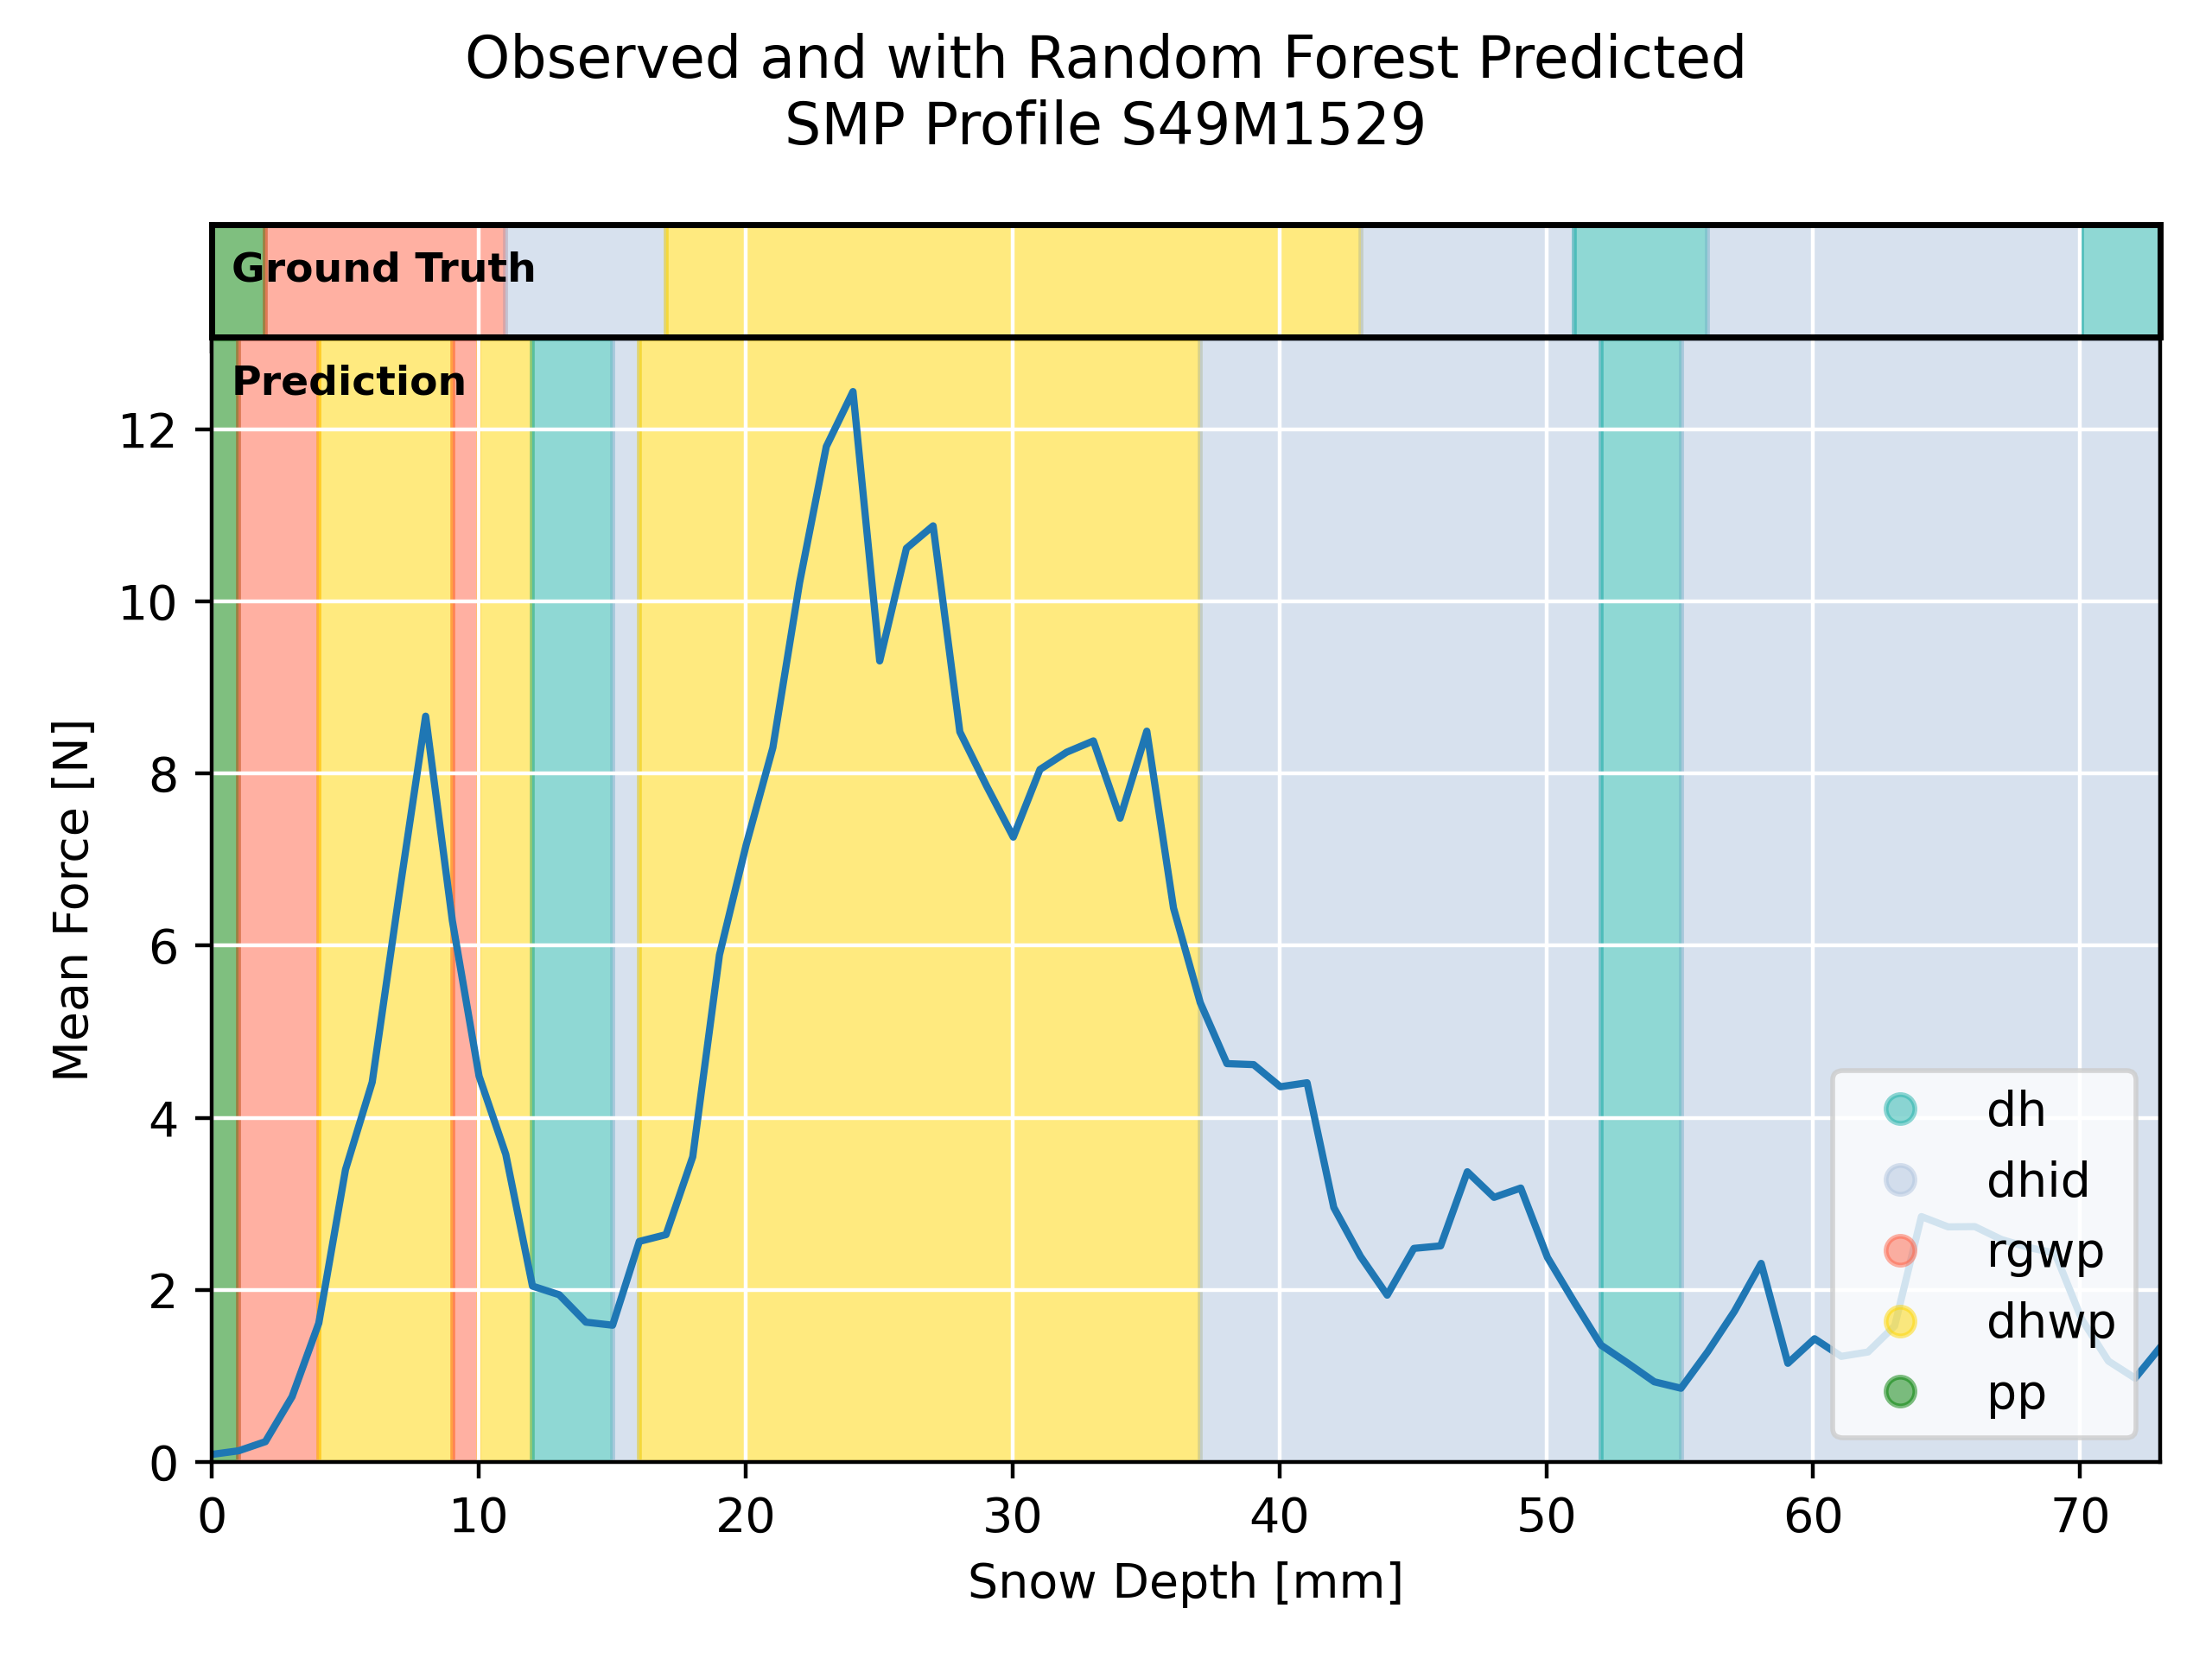 Observed and with Random Forest Predicted
SMP Profile S49M1529
Ground Truth
Prediction
12
10
8
6
4
2
0
Mean Force [N]
dh
dhid
rgwp
dhwp
pp
0 10 20 30 40 50 60 70
Snow Depth [mm]